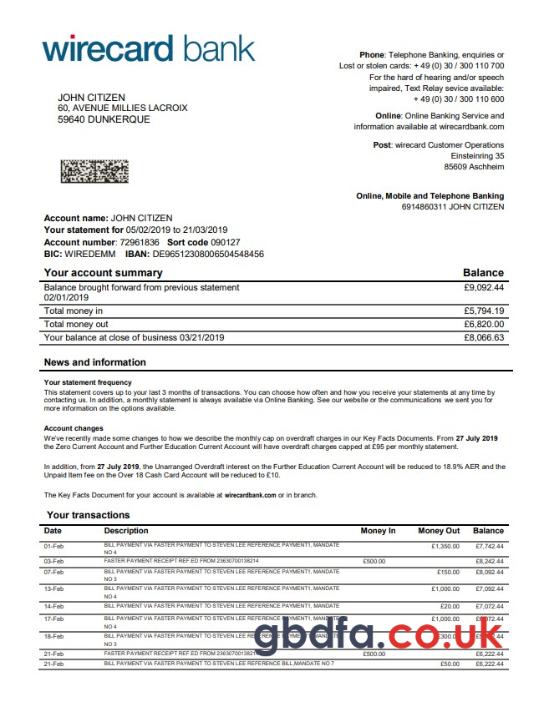 wirecard bank
Phone: Telephone Banking, enquiries or
Lost or stolen cards: + 49 (0) 30 / 300 110 700
For the hard of hearing and/or speech
impaired, Text Relay sevice available:
+ 49 (0) 30 / 300 110 600
Online: Online Banking Service and
information available at wirecardbank.com
Post: wirecard Customer Operations
Einsteinring 35
85609 Aschheim
JOHN CITIZEN
60, AVENUE MILLIES LACROIX
59640 DUNKERQUE
Online, Mobile and Telephone Banking
6914860311 JOHN CITIZEN
Account name: JOHN CITIZEN
Your statement for 05/02/2019 to 21/03/2019
Account number: 72961836 Sort code 090127
BIC: WIREDEMM IBAN: DE96512308006504548456
Your account summary Balance
Balance brought forward from previous statement £9,092.44
02/01/2019
Total money in £5,794.19
Total money out £6,820.00
Your balance at close of business 03/21/2019 £8,066.63
News and information
Your statement frequency
This statement covers up to your last 3 months of transactions. You can choose how often and how you receive your statements at any time by
contacting us. In addition, a monthly statement is always available via Online Banking. See our website or the communications we sent you for
more information on the options available.
Account changes
We've recently made some changes to how we describe the monthly cap on overdraft charges in our Key Facts Documents. From 27 July 2019
the Zero Current Account and Further Education Current Account will have overdraft charges capped at £95 per monthly statement.
In addition, from 27 July 2019, the Unarranged Overdraft interest on the Further Education Current Account will be reduced to 18.9% AER and the
Unpaid Item fee on the Over 18 Cash Card Account will be reduced to £10.
The Key Facts Document for your account is available at wirecardbank.com or in branch.
Your transactions
Date Description Money In Money Out Balance
01-Feb BILL PAYMENT VIA FASTER PAYMENT TO STEVEN LEE REFERENCE PAYMENT1, MANDATE £1,350.00 £7,742.44
NO 4
03-Feb FASTER PAYMENT RECEIPT REF.ED FROM 23630700138214 £500.00 £8,242.44
07-Feb BILL PAYMENT VIA FASTER PAYMENT TO STEVEN LEE REFERENCE PAYMENT1, MANDATE £150.00 £8,092.44
NO 3
13-Feb BILL PAYMENT VIA FASTER PAYMENT TO STEVEN LEE REFERENCE PAYMENT1, MANDATE £1,000.00 £7,092.44
NO 4
14-Feb BILL PAYMENT VIA FASTER PAYMENT TO STEVEN LEE REFERENCE PAYMENT1, MANDATE £20.00 £7,072.44
17-Feb BILL PAYMENT VIA FASTER PAYMENT TO STEVEN LEE REFERENCE PAYMENT1, MANDATE £1,000.00
NO 4
18-Feb BILL PAYMENT VIA FASTER PAYMENT TO STEVEN LEE
NO 3
21-Feb FASTER PAYMENT RECEIPT REF.ED FROM £500.00 £6,222.44
21-Feb BILL PAYMENT VIA FASTER PAYMENT TO STEVEN LEE REFERENCE BILL,MANDATE NO 7 £50.00 £6,222.44
gbdfa.co.uk